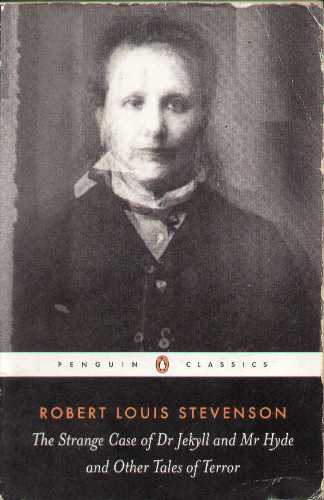 PENGUIN CLASSICS
ROBERT LOUIS STEVENSON
The Strange Case of Dr Jekyll and Mr Hyde
and Other Tales of Terror